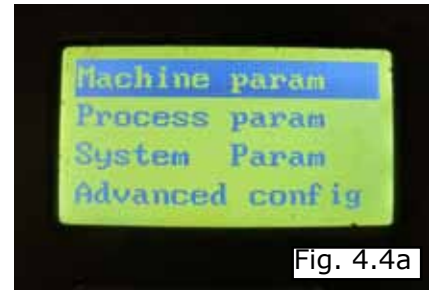 Machine param
Process param
System Param
Advanced config
Fig. 4.4a